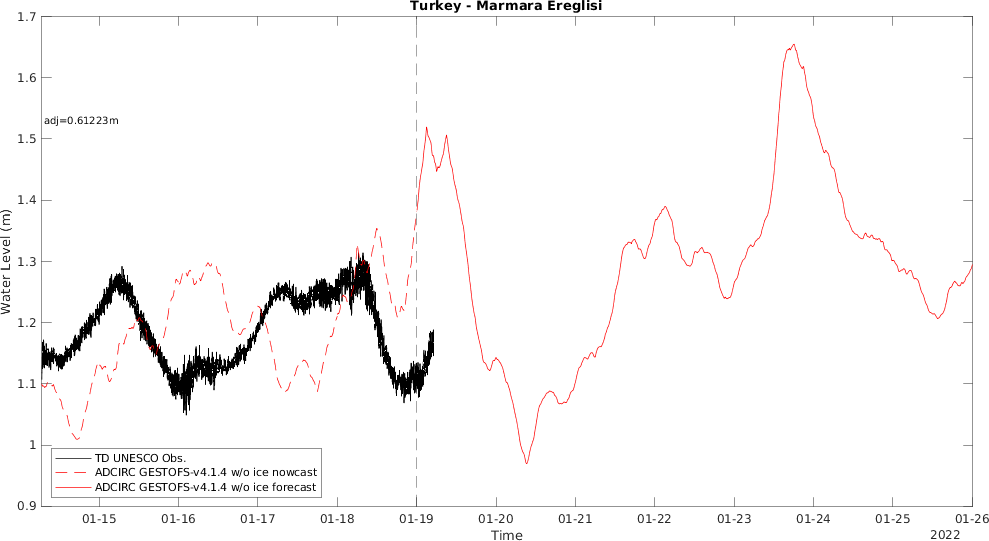 Turkey - Marmara Ereglisi
1.7
1.6
adj=0.61223m
1.5
1.4
1.3
1.2
1.1
1
0.9
Water Level (m)
TD UNESCO Obs.
ADCIRC GESTOFS-v4.1.4 w/o ice nowcast
ADCIRC GESTOFS-v4.1.4 w/o ice forecast
01-15 01-16 01-17 01-18 01-19 01-20 01-21 01-22 01-23 01-24 01-25 01-26
Time
2022